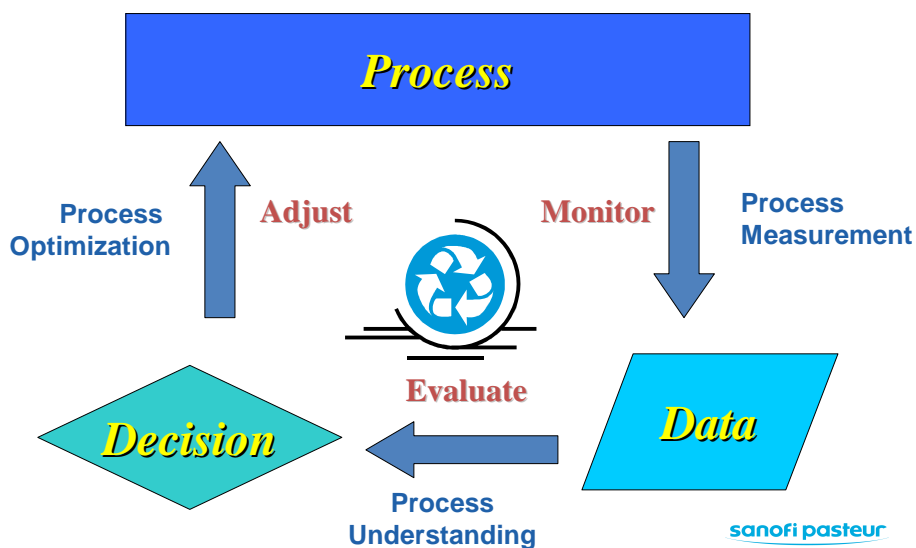 Process
Process
Optimization
Adjust
Monitor
Process
Measurement
Evaluate
Decision
Data
Process
Understanding
sanofi pasteur